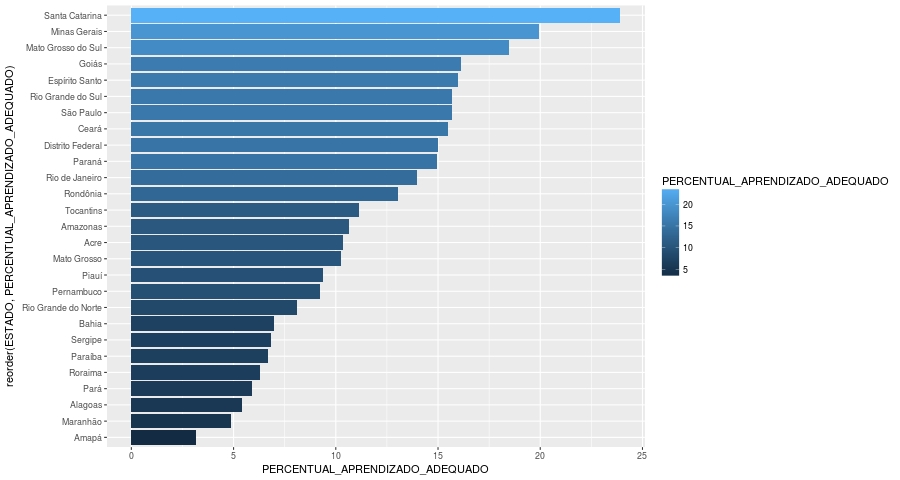 Santa Catarina
Minas Gerais
Mato Grosso do Sul
Goiás
Espírito Santo
Rio Grande do Sul
São Paulo
Ceará
Distrito Federal
Paraná
Rio de Janeiro
Rondônia
Tocantins
Amazonas
Acre
Mato Grosso
Piauí
Pernambuco
Rio Grande do Norte
Bahia
Sergipe
Paraíba
Roraima
Pará
Alagoas
Maranhão
Amapá
reorder(ESTADO, PERCENTUAL_APRENDIZADO_ADEQUADO)
0 5 10 15 20 25
PERCENTUAL_APRENDIZADO_ADEQUADO
PERCENTUAL_APRENDIZADO_ADEQUADO
20
15
10
5